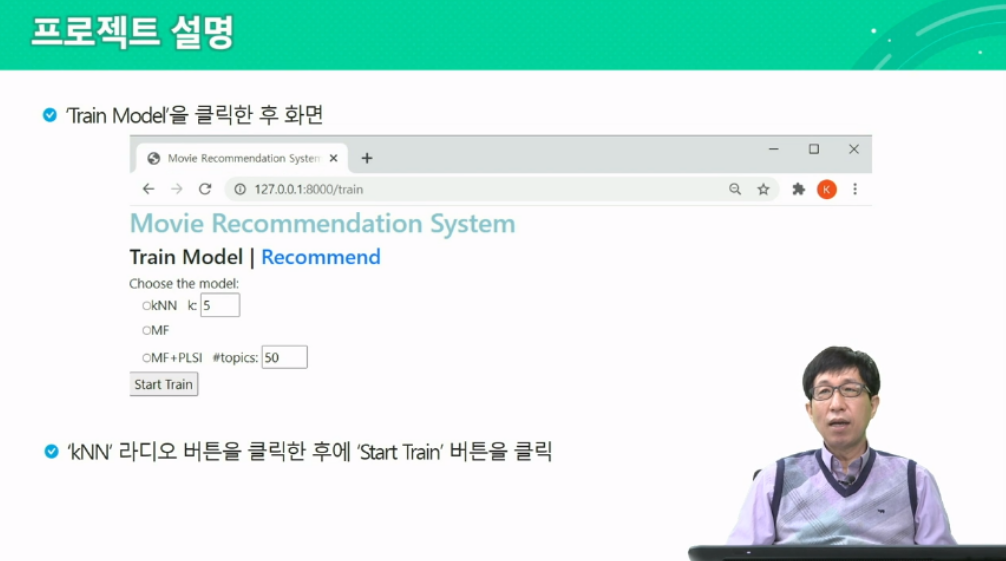 프로젝트 설명
'Train Model'을 클릭한 후 화면
Movie Recommendation System
127.0.0.1:8000/train
K
Movie Recommendation System
Train Model | Recommend
Choose the model:
kNN k: 5
MF
MF+PLSI #topics: 50
Start Train
'kNN' 라디오 버튼을 클릭한 후에 'Start Train' 버튼을 클릭